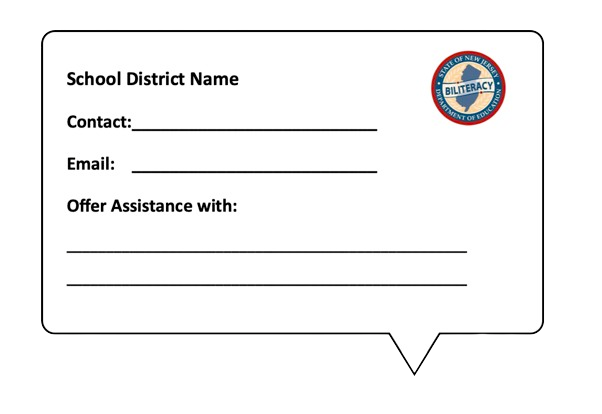 School District Name
STATE OF NEW JERSEY
BILITERACY
DEPARTMENT OF EDUCATION
Contact:
Email:
Offer Assistance with: